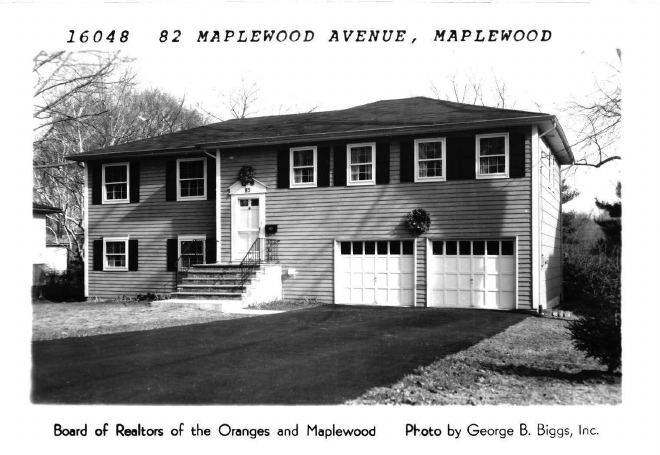 16048 82 MAPLEWOOD AVENUE, MAPLEWOOD
Board of Realtors of the Oranges and Maplewood Photo by George B. Biggs, Inc.